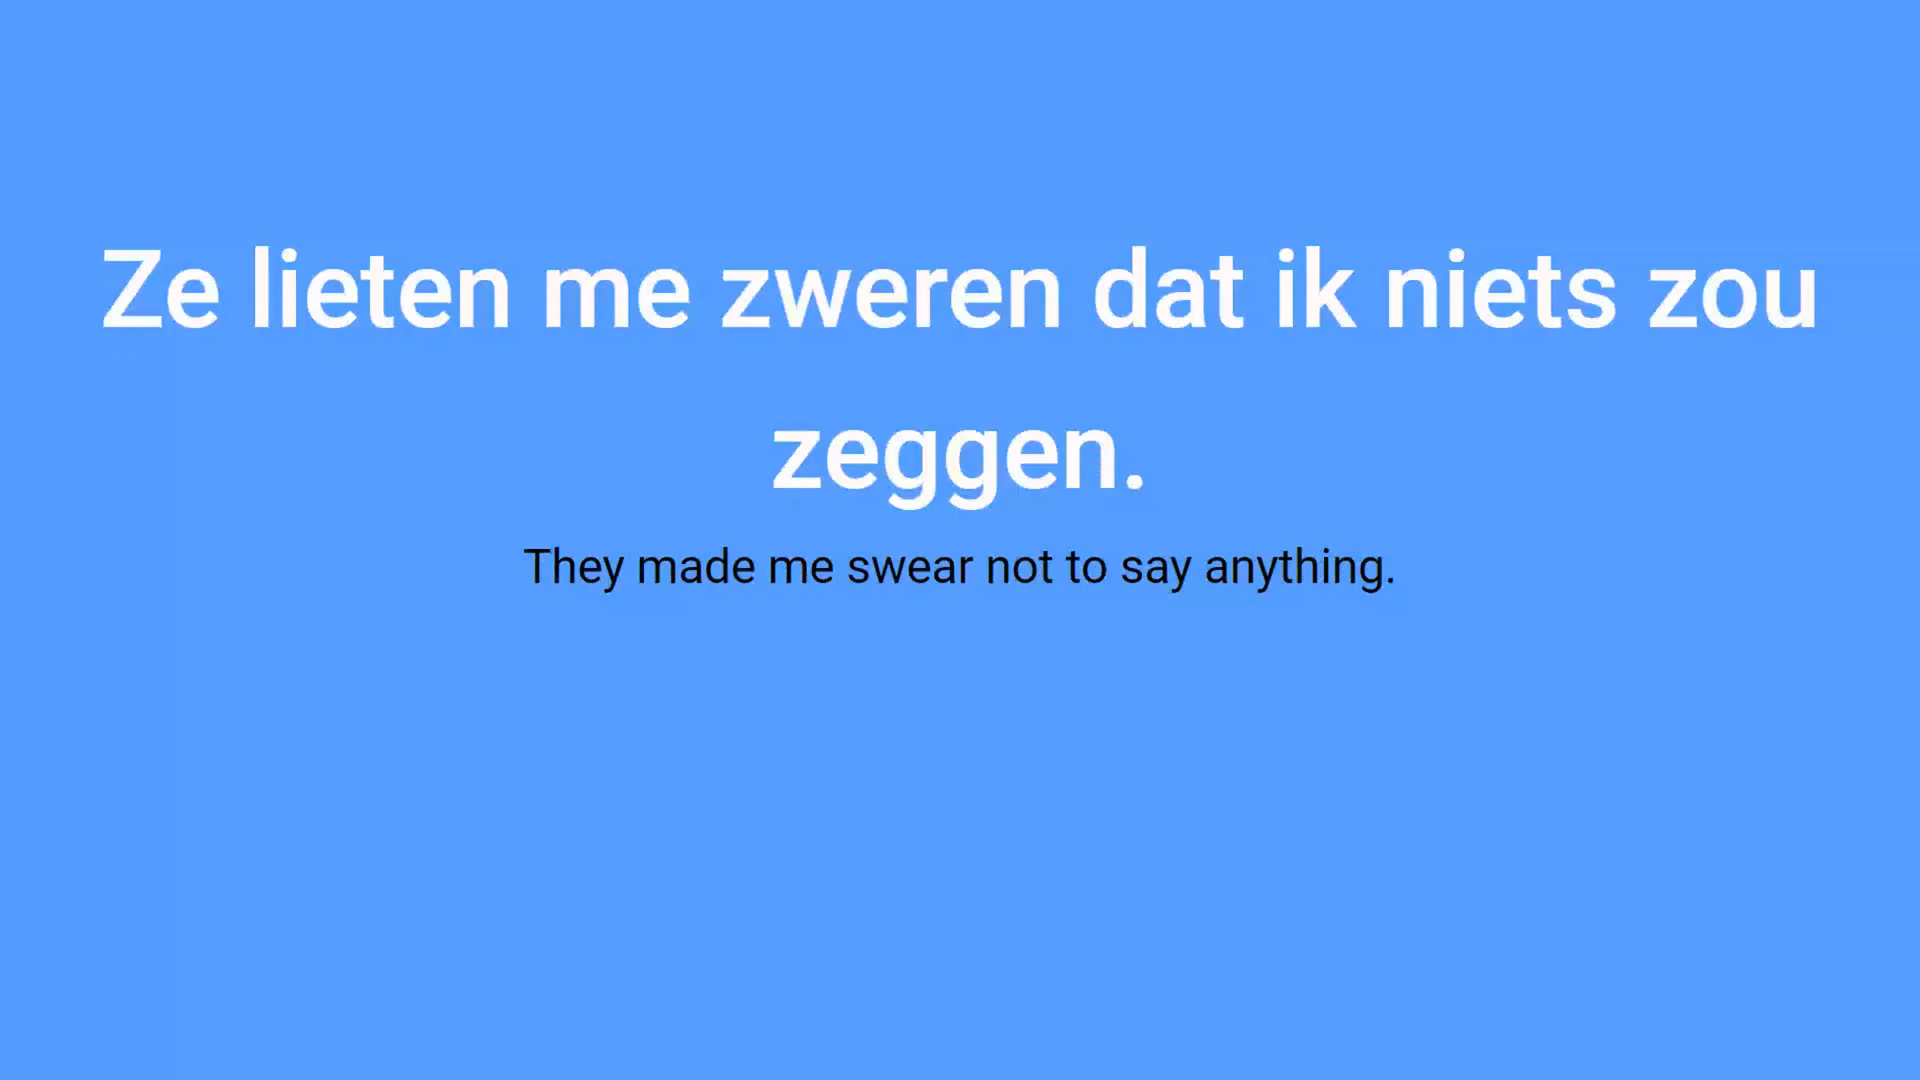 Ze lieten me zweren dat ik niets zou
zeggen.
They made me swear not to say anything.